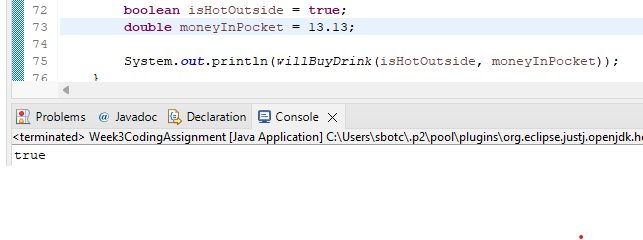 72 boolean isHotOutside = true;
73 double moneyInPocket = 13.13;
74
75 System.out.println(willBuyDrink(isHotOutside, moneyInPocket));
76 }
Problems @ Javadoc Declaration Console
<terminated> Week3CodingAssignment [Java Application] C:\Users\sbotc\.p2\pool\plugins\org.eclipse.justj.openjdk.h
true